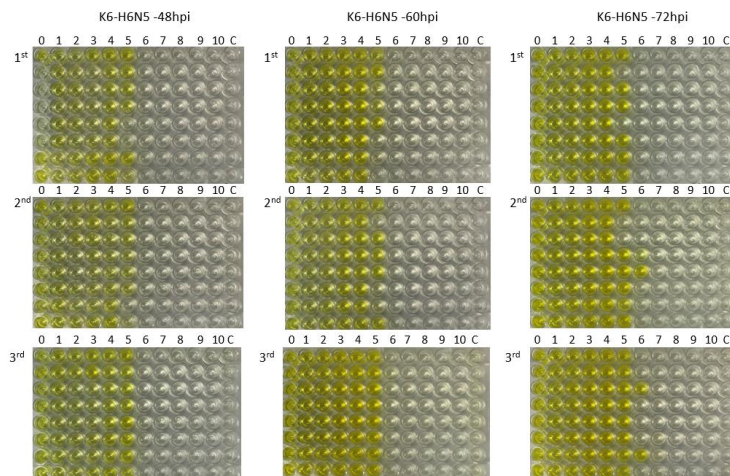 K6-H6N5 -48hpi K6-H6N5 -60hpi K6-H6N5 -72hpi
0 1 2 3 4 5 6 7 8 9 10 C 0 1 2 3 4 5 6 7 8 9 10 C 0 1 2 3 4 5 6 7 8 9 10 C
1st 1st 1st
0 1 2 3 4 5 6 7 8 9 10 C 0 1 2 3 4 5 6 7 8 9 10 C 0 1 2 3 4 5 6 7 8 9 10 C
2nd 2nd 2nd
0 1 2 3 4 5 6 7 8 9 10 C 0 1 2 3 4 5 6 7 8 9 10 C 0 1 2 3 4 5 6 7 8 9 10 C
3rd 3rd 3rd